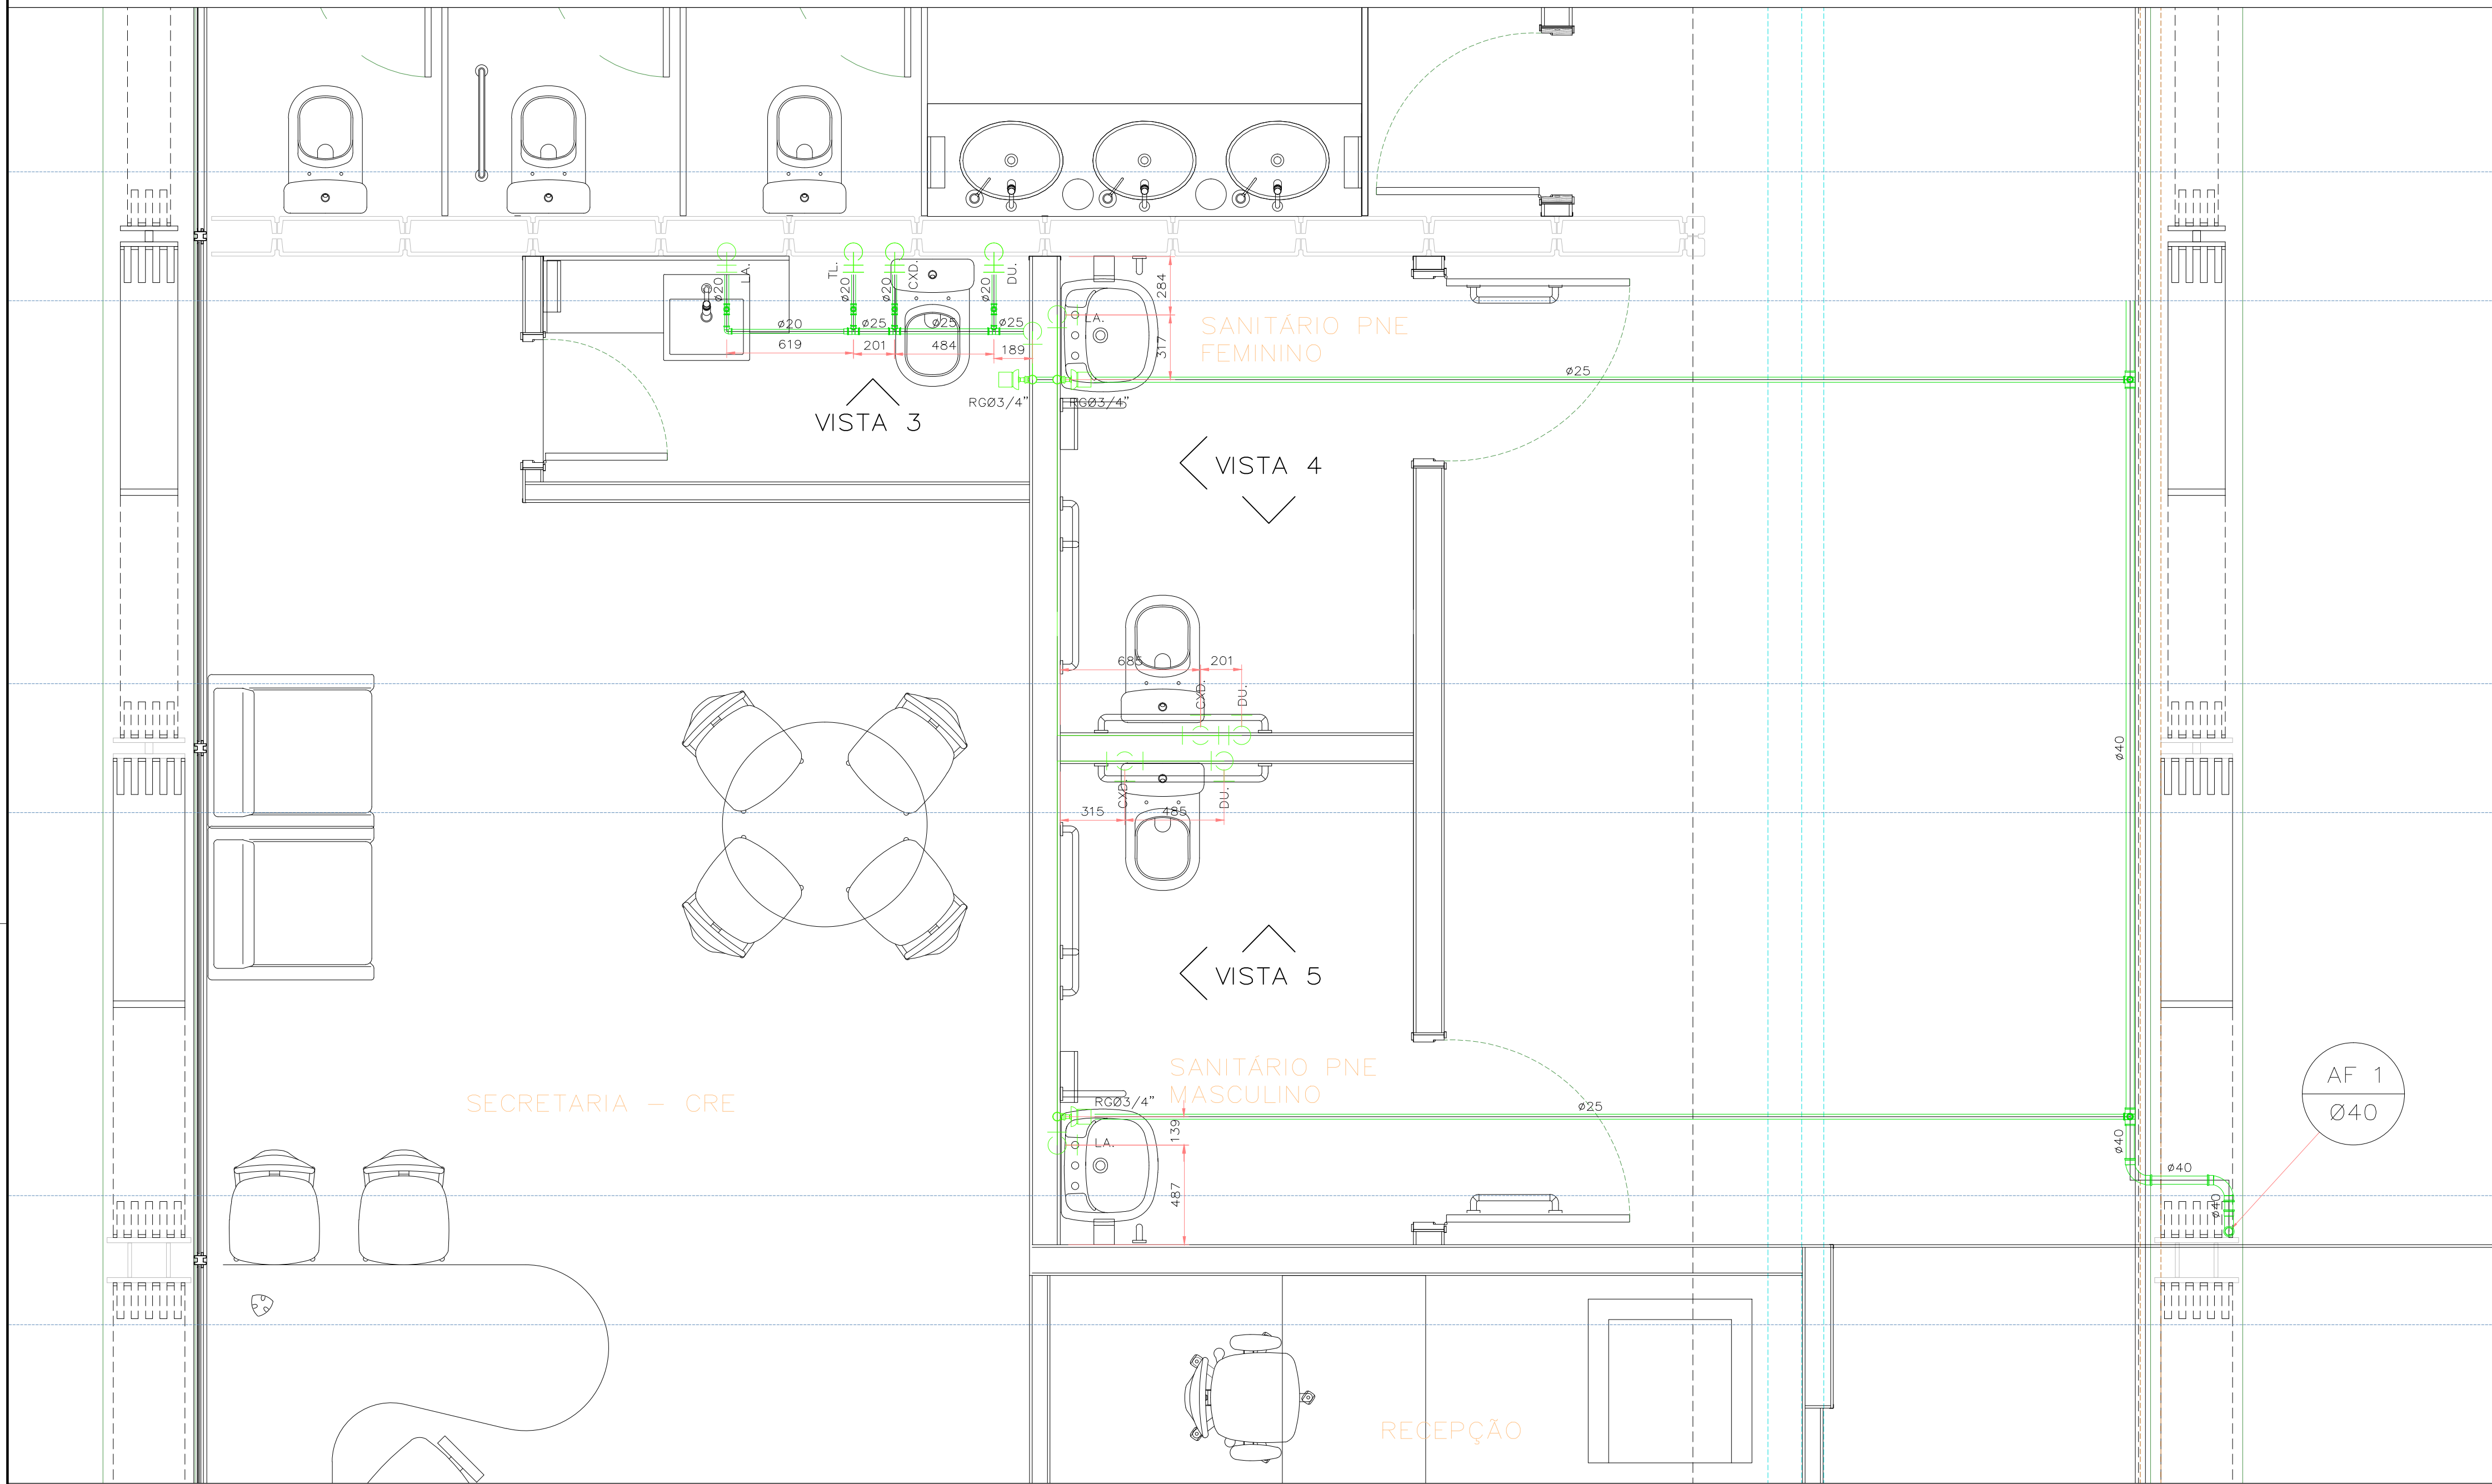 LA.
TL.
CXD.
DU.
ø20
ø20
ø20
ø20
ø20
ø25
ø25
ø25
619
201
484
189
RGØ3/4"
RGØ3/4"
VISTA 3
284
317
LA.
SANITÁRIO PNE
FEMININO
ø25
VISTA 4
685
201
CXD.
DU.
ø40
315
485
CXD.
DU.
VISTA 5
SANITÁRIO PNE
MASCULINO
RGØ3/4"
LA.
139
487
ø25
ø40
ø40
ø40
AF 1
Ø40
SECRETARIA – CRE
RECEPÇÃO